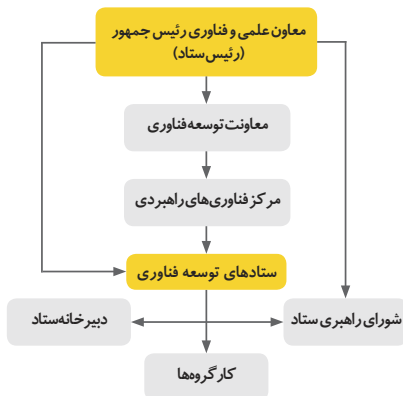 معاون علمی و فناوری رئیس جمهور
(رئیس ستاد)
معاونت توسعه فناوری
مرکز فناوری‌های راهبردی
ستادهای توسعه فناوری
شورای راهبری ستاد
دبیرخانه ستاد
کارگروه‌ها